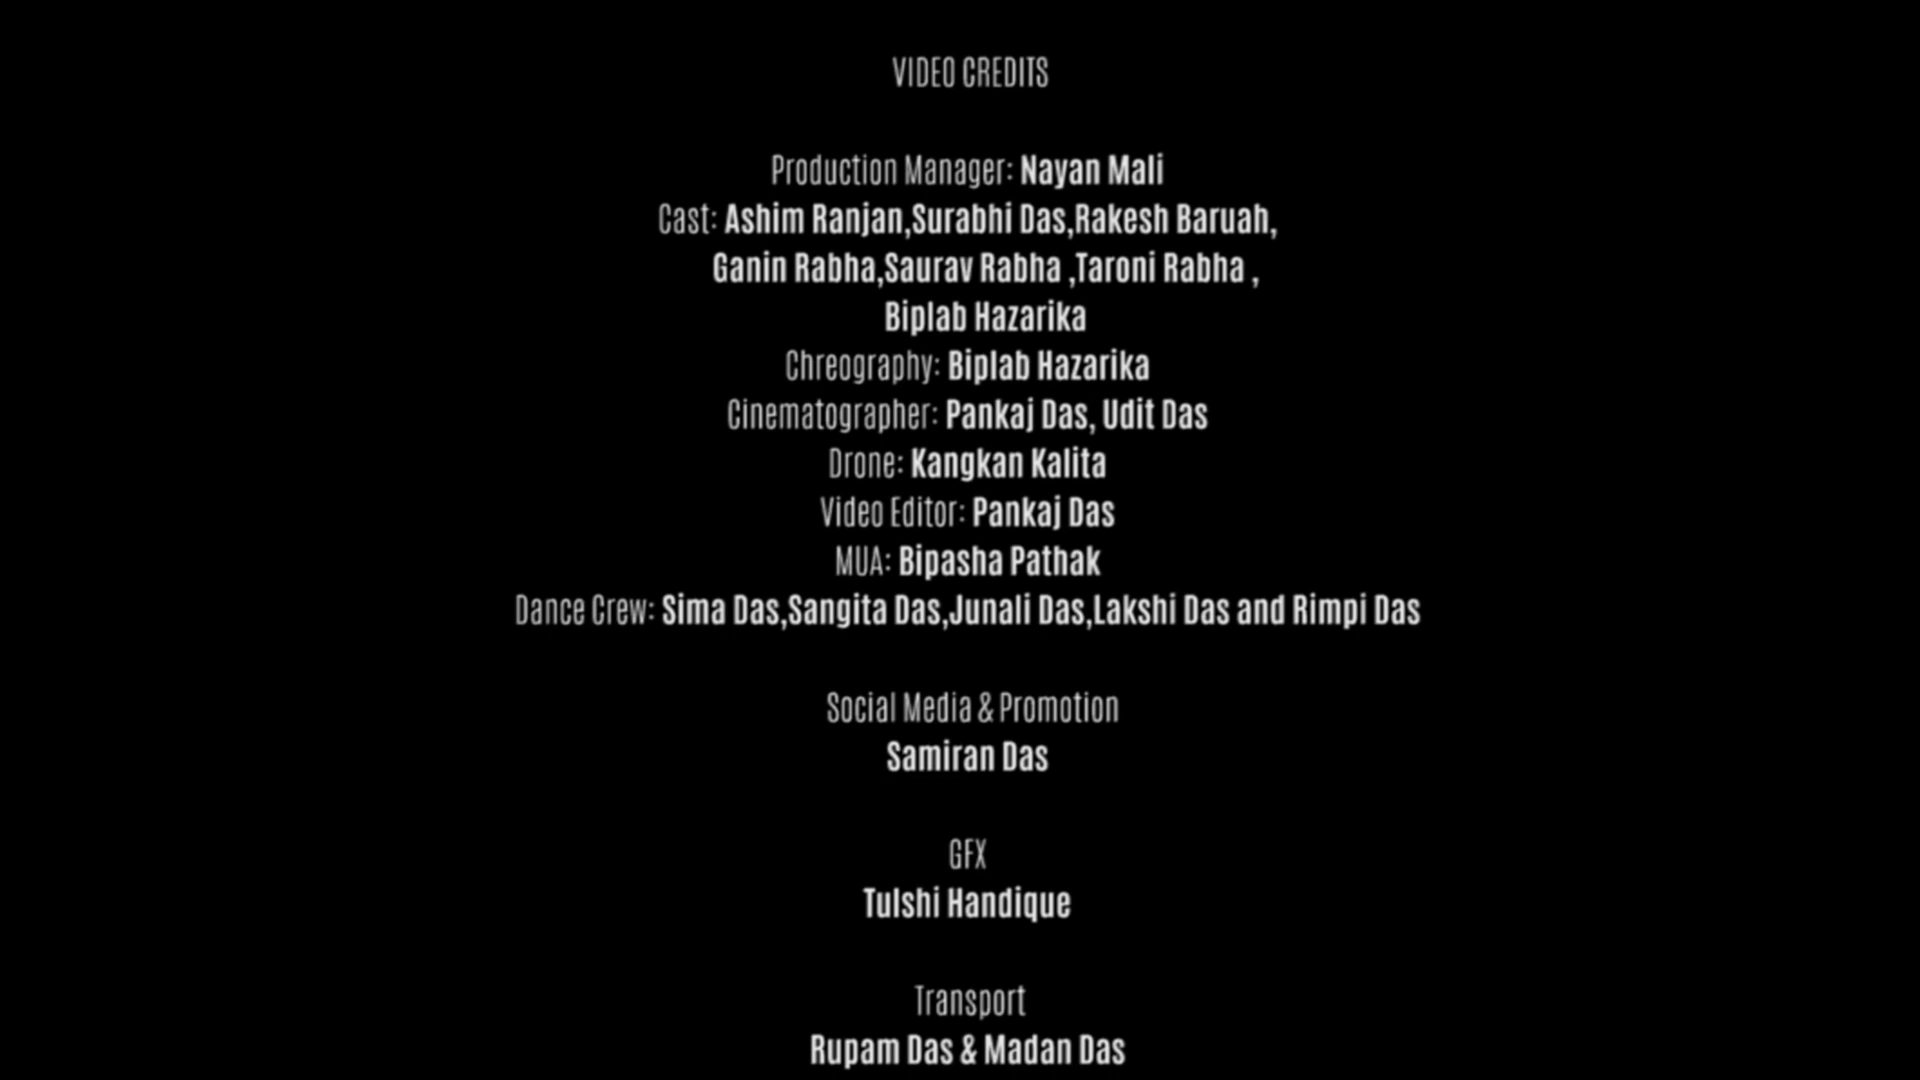 VIDEO CREDITS
Production Manager: Nayan Mali
Cast: Ashim Ranjan,Surabhi Das,Rakesh Baruah,
Ganin Rabha,Saurav Rabha ,Taroni Rabha ,
Biplab Hazarika
Chreography: Biplab Hazarika
Cinematographer: Pankaj Das, Udit Das
Drone: Kangkan Kalita
Video Editor: Pankaj Das
MUA: Bipasha Pathak
Dance Crew: Sima Das,Sangita Das,Junali Das,Lakshi Das and Rimpi Das
Social Media & Promotion
Samiran Das
GFX
Tulshi Handique
Transport
Rupam Das & Madan Das